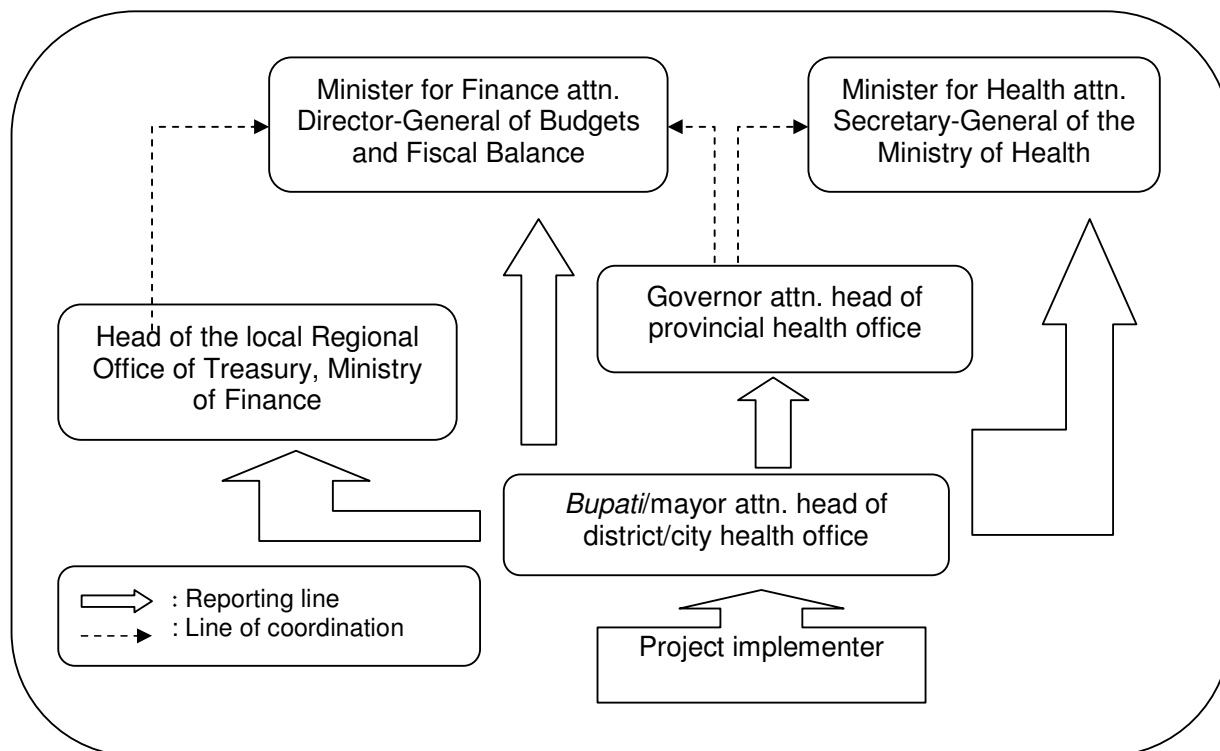 Minister for Finance attn.
Director-General of Budgets
and Fiscal Balance
Minister for Health attn.
Secretary-General of the
Ministry of Health
Governor attn. head of
provincial health office
Head of the local Regional
Office of Treasury, Ministry
of Finance
Bupati/mayor attn. head of
district/city health office
: Reporting line
: Line of coordination
Project implementer